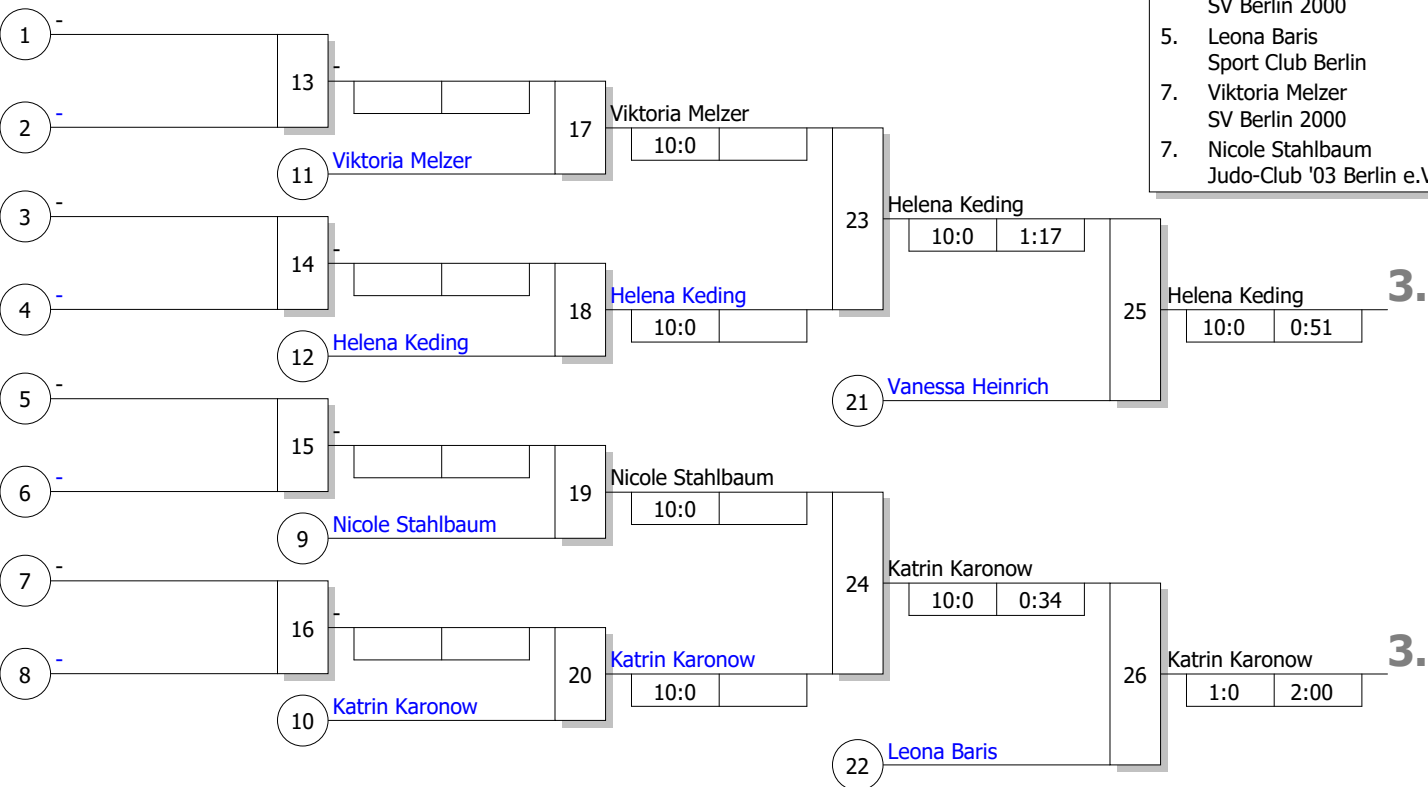 SV Berlin 2000
5. Leona Baris
Sport Club Berlin
7. Viktoria Melzer
SV Berlin 2000
7. Nicole Stahlbaum
Judo-Club '03 Berlin e.V
1 -
13 -
2 -
17 Viktoria Melzer
10:0
11 Viktoria Melzer
3 -
23 Helena Keding
10:0 1:17
14 -
4 -
18 Helena Keding
10:0
25 Helena Keding 3.
10:0 0:51
12 Helena Keding
5 -
21 Vanessa Heinrich
15 -
6 -
19 Nicole Stahlbaum
10:0
9 Nicole Stahlbaum
7 -
24 Katrin Karonow
10:0 0:34
16 -
8 -
20 Katrin Karonow
10:0
26 Katrin Karonow 3.
1:0 2:00
10 Katrin Karonow
22 Leona Baris